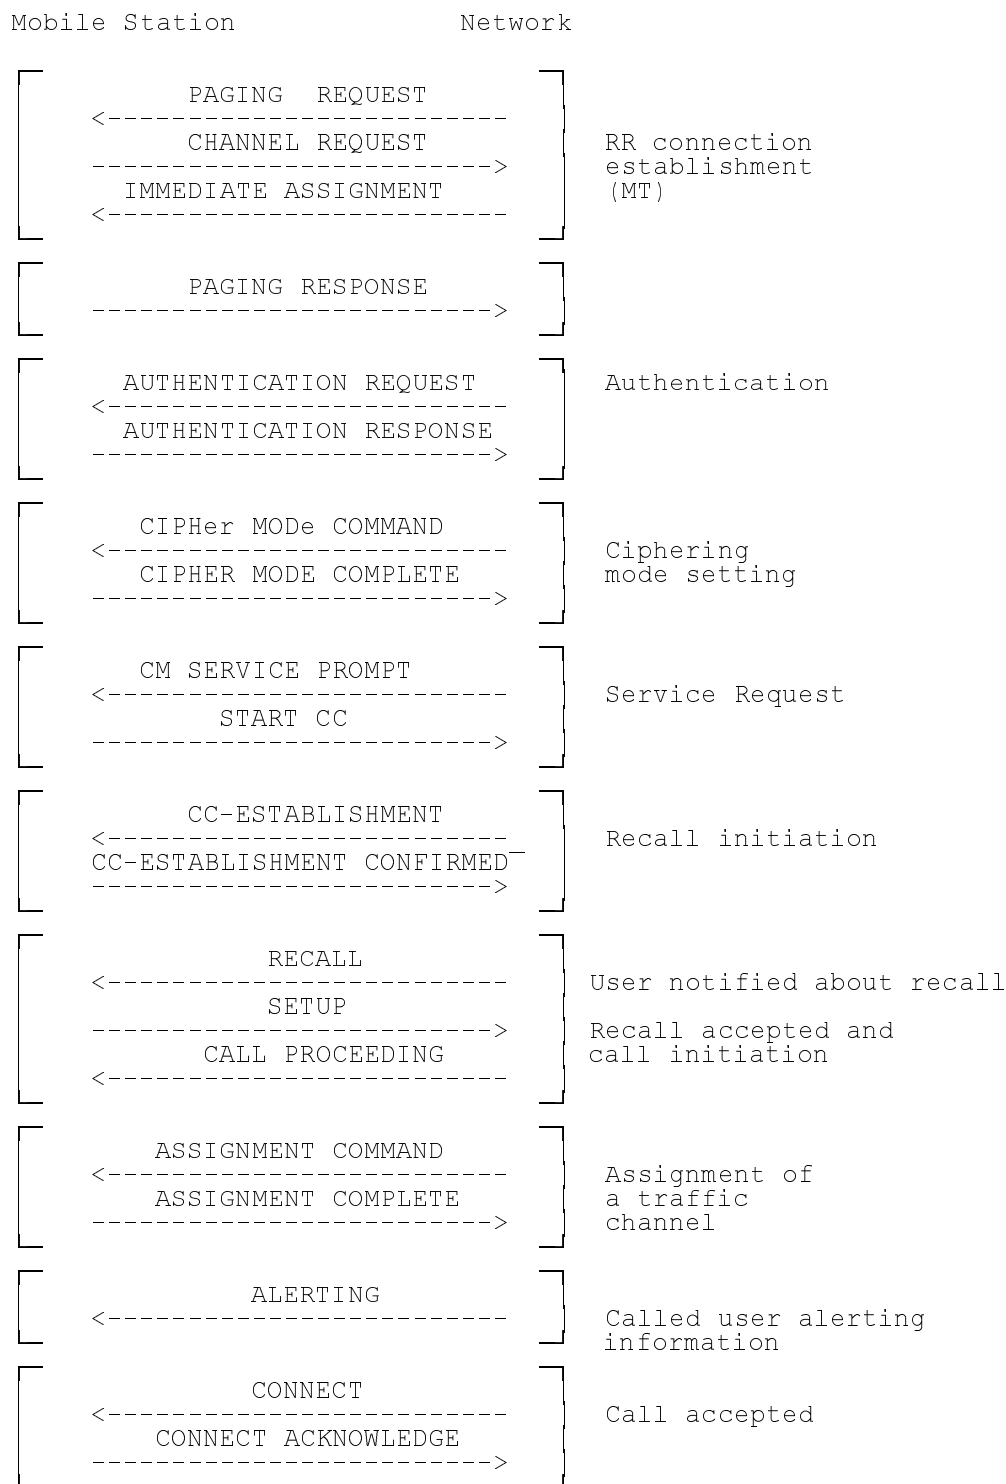 Mobile Station Network
PAGING REQUEST
<-------------------------
CHANNEL REQUEST
RR connection
------------------------->
establishment
IMMEDIATE ASSIGNMENT
(MT)
<-------------------------
PAGING RESPONSE
------------------------->
AUTHENTICATION REQUEST
Authentication
<-------------------------
AUTHENTICATION RESPONSE
------------------------->
CIPHer MODe COMMAND
<-------------------------
Ciphering
CIPHER MODE COMPLETE
mode setting
------------------------->
CM SERVICE PROMPT
<-------------------------
Service Request
START CC
------------------------->
CC-ESTABLISHMENT
<-------------------------
Recall initiation
CC-ESTABLISHMENT CONFIRMED
------------------------->
RECALL
<-------------------------
User notified about recall
SETUP
------------------------->
Recall accepted and
CALL PROCEEDING
call initiation
<-------------------------
ASSIGNMENT COMMAND
<-------------------------
Assignment of
ASSIGNMENT COMPLETE
a traffic
------------------------->
channel
ALERTING
<-------------------------
Called user alerting
information
CONNECT
<-------------------------
Call accepted
CONNECT ACKNOWLEDGE
------------------------->